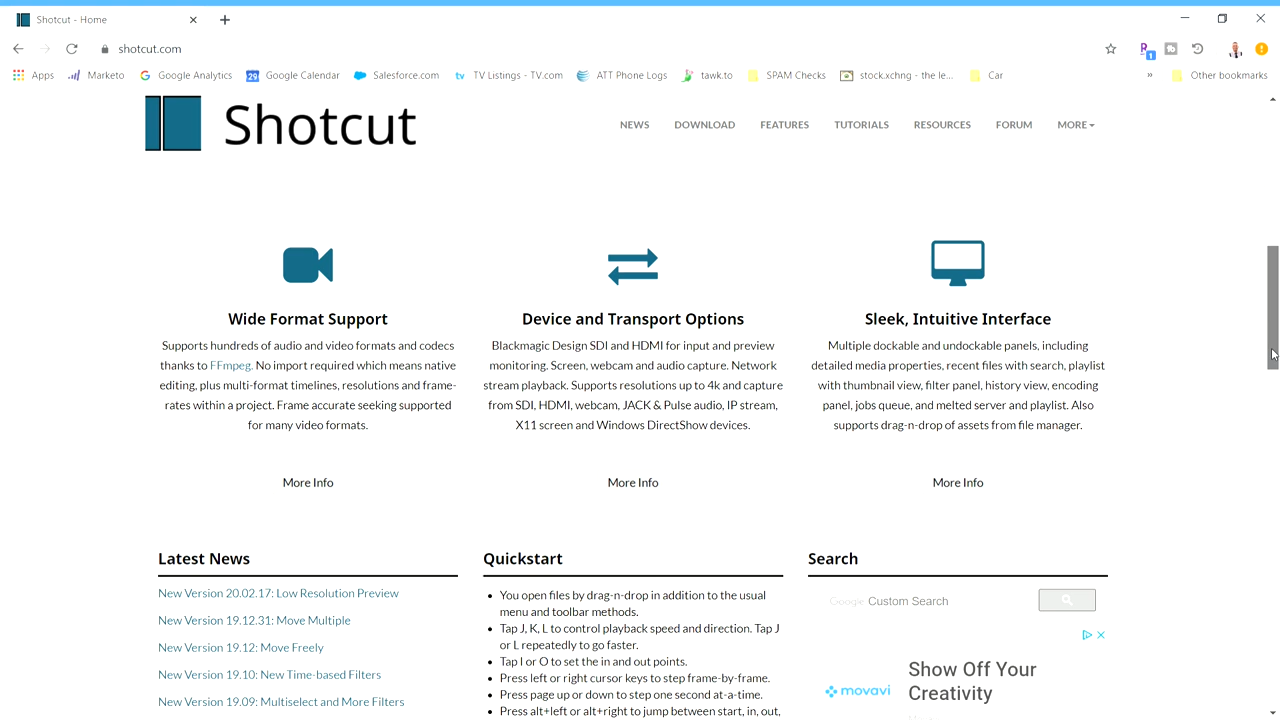 Shotcut - Home
shotcut.com
Apps Marketo Google Analytics 29 Google Calendar Salesforce.com tv TV Listings - TV.com ATT Phone Logs tawk.to SPAM Checks stock.xchng - the le... Car » Other bookmarks
Shotcut
NEWS DOWNLOAD FEATURES TUTORIALS RESOURCES FORUM MORE
Wide Format Support
Supports hundreds of audio and video formats and codecs
thanks to FFmpeg. No import required which means native
editing, plus multi-format timelines, resolutions and frame-
rates within a project. Frame accurate seeking supported
for many video formats.
More Info
Device and Transport Options
Blackmagic Design SDI and HDMI for input and preview
monitoring. Screen, webcam and audio capture. Network
stream playback. Supports resolutions up to 4k and capture
from SDI, HDMI, webcam, JACK & Pulse audio, IP stream,
X11 screen and Windows DirectShow devices.
More Info
Sleek, Intuitive Interface
Multiple dockable and undockable panels, including
detailed media properties, recent files with search, playlist
with thumbnail view, filter panel, history view, encoding
panel, jobs queue, and melted server and playlist. Also
supports drag-n-drop of assets from file manager.
More Info
Latest News
New Version 20.02.17: Low Resolution Preview
New Version 19.12.31: Move Multiple
New Version 19.12: Move Freely
New Version 19.10: New Time-based Filters
New Version 19.09: Multiselect and More Filters
Quickstart
• You open files by drag-n-drop in addition to the usual
menu and toolbar methods.
• Tap J, K, L to control playback speed and direction. Tap J
or L repeatedly to go faster.
• Tap I or O to set the in and out points.
• Press left or right cursor keys to step frame-by-frame.
• Press page up or down to step one second at-a-time.
• Press alt+left or alt+right to jump between start, in, out,
Search
Google Custom Search
Show Off Your
Creativity
movavi